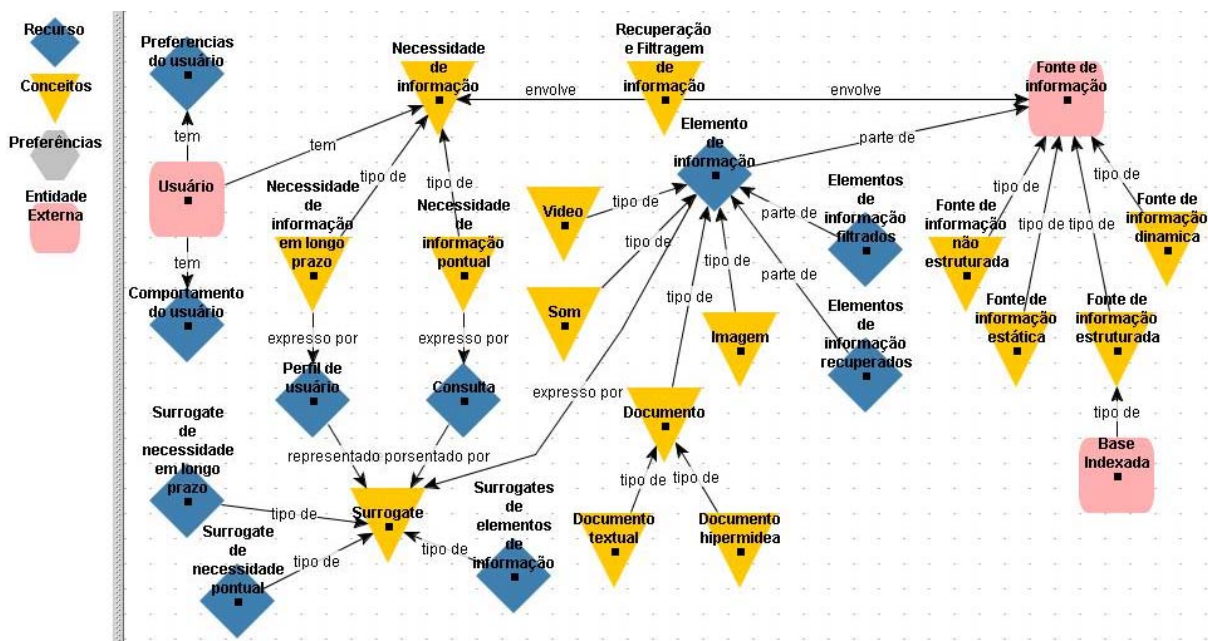 Recurso
Conceitos
Preferências
Entidade
Externa
Preferencias
do usuário
tem
Usuário
tem
tem
Comportamento
do usuário
Necessidade
de
informação
envolve
Recuperação
e Filtragem
de
informação
envolve
Fonte de
informação
Elemento
de
informação
parte de
Necessidade
de
informação
em longo
prazo
tipo de
tipo de
Necessidade
de
informação
pontual
Video
tipo de
Som
tipo de
tipo de
tipo de
Imagem
parte de
Elementos
de
informação
filtrados
parte de
Elementos
de
informação
recuperados
Fonte de
informação
não
estruturada
tipo de
tipo de
tipo de
tipo de
Fonte de
informação
dinamica
Fonte de
informação
estática
Fonte de
informação
estruturada
tipo de
Base
Indexada
expresso por
expresso por
expresso por
Perfil de
usuário
Consulta
Documento
tipo de
tipo de
Documento
textual
Documento
hipermidea
representado porsentado por
Surrogate
de
necessidade
em longo
prazo
tipo de
Surrogate
Surrogate
de
necessidade
pontual
tipo de
tipo de
Surrogates
de
elementos
de
informação